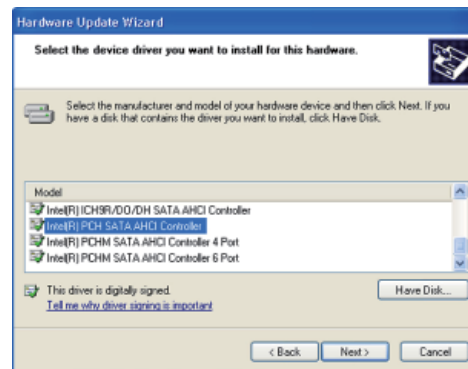 Hardware Update Wizard
Select the device driver you want to install for this hardware.
Select the manufacturer and model of your hardware device and then click Next. If you
have a disk that contains the driver you want to install, click Have Disk.
Model
Intel(R) ICH9R/DO/DH SATA AHCI Controller
Intel(R) PCH SATA AHCI Controller
Intel(R) PCHM SATA AHCI Controller 4 Port
Intel(R) PCHM SATA AHCI Controller 6 Port
This driver is digitally signed.
Have Disk...
Tell me why driver signing is important
< Back
Next >
Cancel